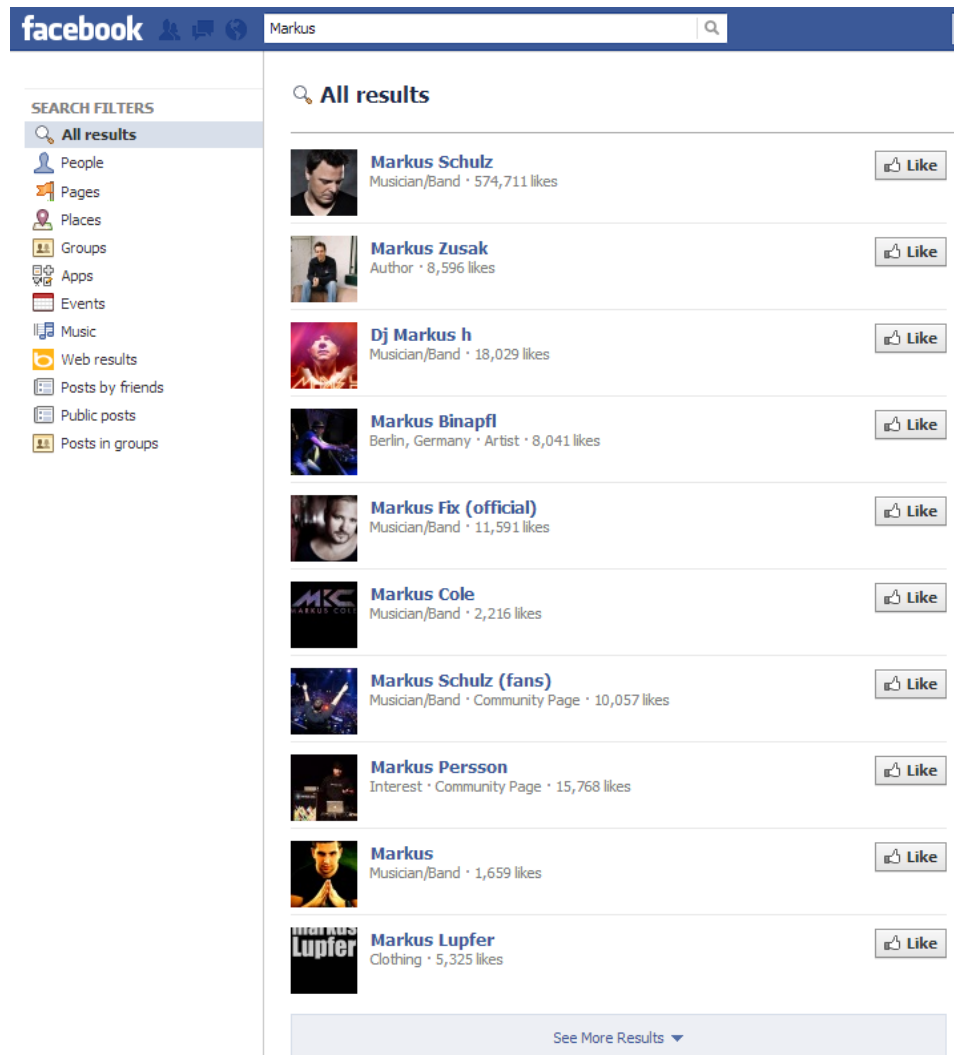 facebook
Markus
SEARCH FILTERS
All results
People
Pages
Places
Groups
Apps
Events
Music
Web results
Posts by friends
Public posts
Posts in groups
All results
Markus Schulz
Musician/Band · 574,711 likes
Like
Markus Zusak
Author · 8,596 likes
Like
Dj Markus h
Musician/Band · 18,029 likes
Like
Markus Binapfl
Berlin, Germany · Artist · 8,041 likes
Like
Markus Fix (official)
Musician/Band · 11,591 likes
Like
MKC
MARKUS COLE
Markus Cole
Musician/Band · 2,216 likes
Like
Markus Schulz (fans)
Musician/Band · Community Page · 10,057 likes
Like
Markus Persson
Interest · Community Page · 15,768 likes
Like
Markus
Musician/Band · 1,659 likes
Like
markus
Lupfer
Markus Lupfer
Clothing · 5,325 likes
Like
See More Results